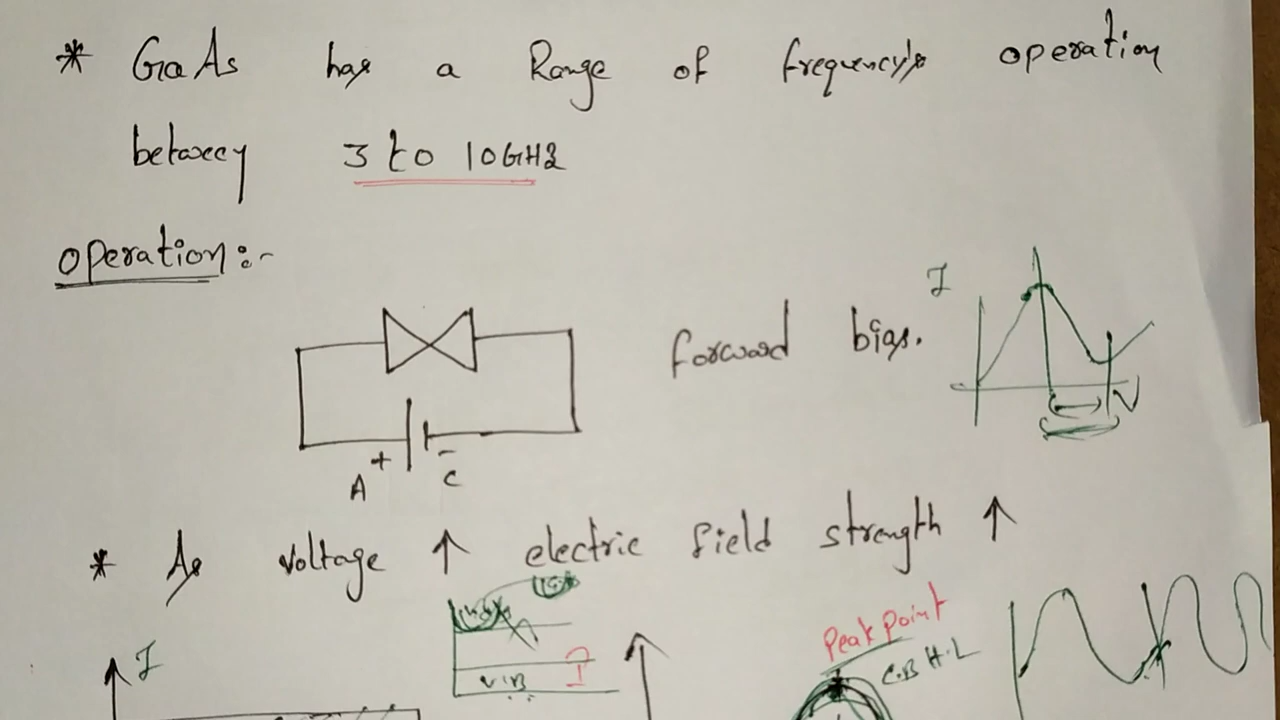 * GaAs has a Range of frequency's operation
between 3 to 10GHz
operation:-
forward bias.
I
V
+ -
A C
* As voltage ↑ electric field strength ↑
Peak Point
C.B H.L
I
V.B